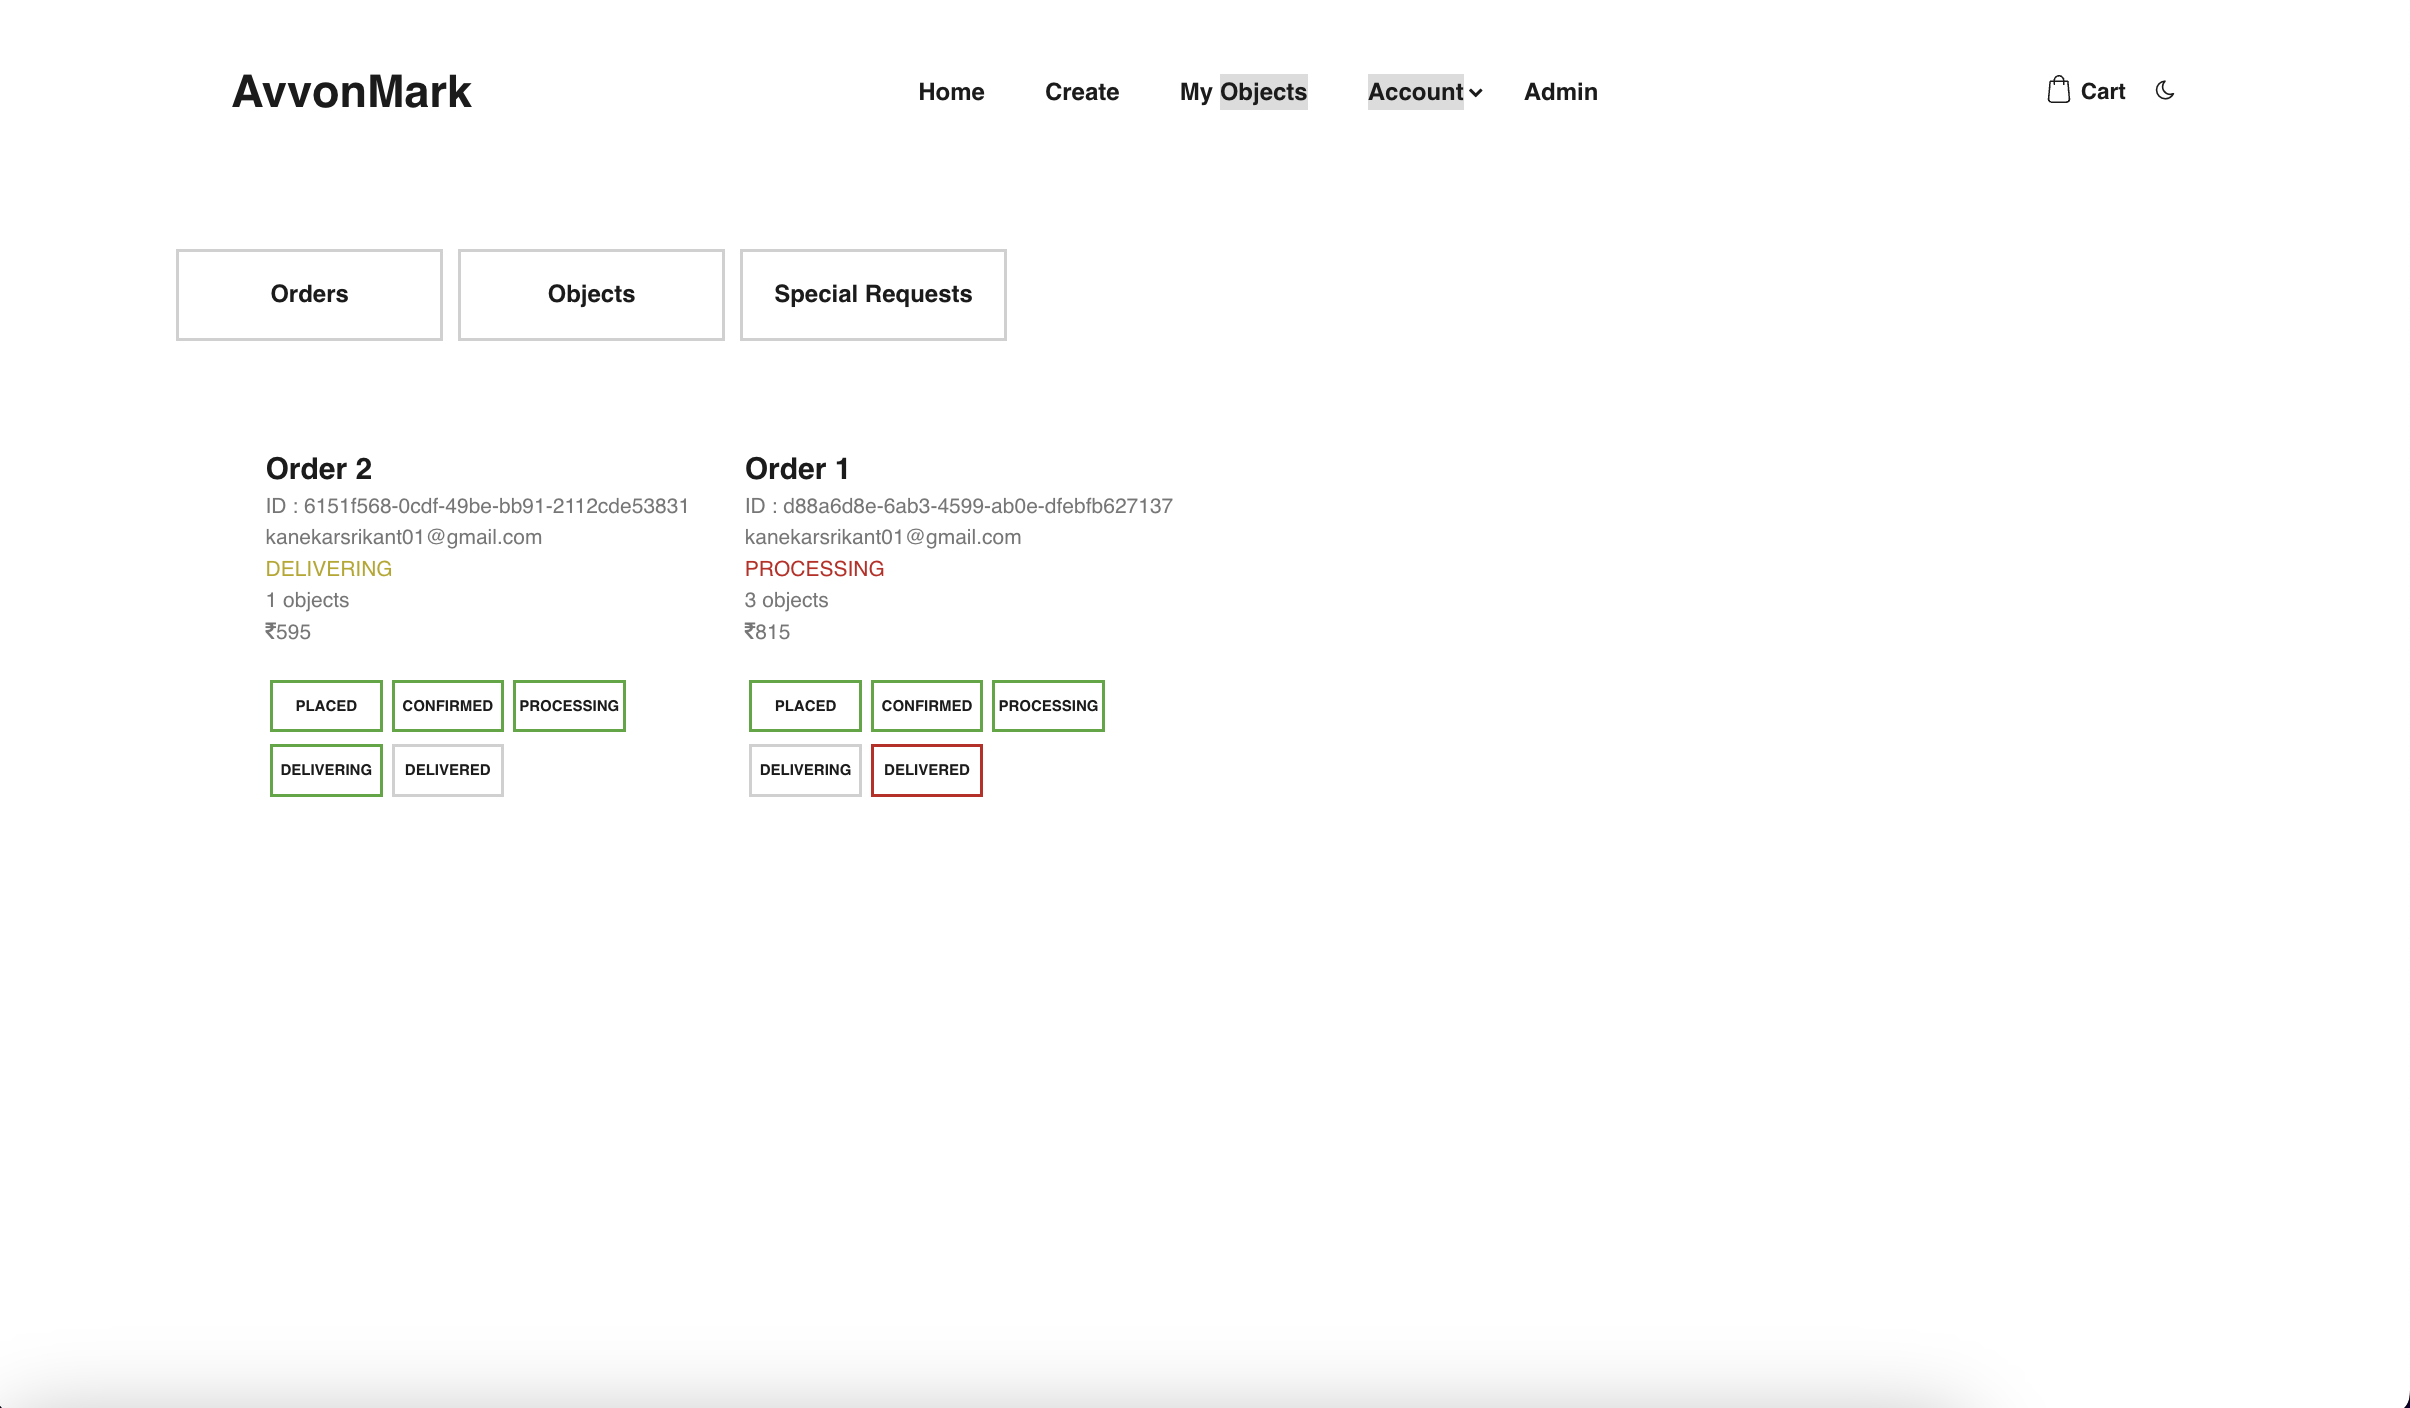 AvvonMark
Home Create My Objects Account Admin
Cart
Orders Objects Special Requests
Order 2
ID : 6151f568-0cdf-49be-bb91-2112cde53831
kanekarsrikant01@gmail.com
DELIVERING
1 objects
₹595
PLACED CONFIRMED PROCESSING
DELIVERING DELIVERED
Order 1
ID : d88a6d8e-6ab3-4599-ab0e-dfebfb627137
kanekarsrikant01@gmail.com
PROCESSING
3 objects
₹815
PLACED CONFIRMED PROCESSING
DELIVERING DELIVERED